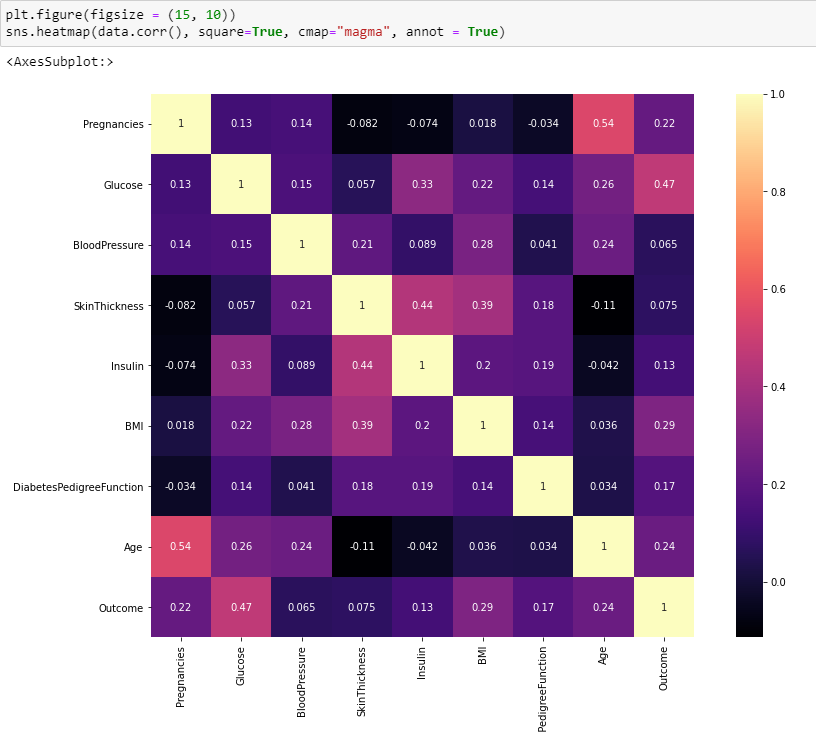 plt.figure(figsize = (15, 10))
sns.heatmap(data.corr(), square=True, cmap="magma", annot = True)
<AxesSubplot:>
Pregnancies 1 0.13 0.14 -0.082 -0.074 0.018 -0.034 0.54 0.22
Glucose 0.13 1 0.15 0.057 0.33 0.22 0.14 0.26 0.47
BloodPressure 0.14 0.15 1 0.21 0.089 0.28 0.041 0.24 0.065
SkinThickness -0.082 0.057 0.21 1 0.44 0.39 0.18 -0.11 0.075
Insulin -0.074 0.33 0.089 0.44 1 0.2 0.19 -0.042 0.13
BMI 0.018 0.22 0.28 0.39 0.2 1 0.14 0.036 0.29
DiabetesPedigreeFunction -0.034 0.14 0.041 0.18 0.19 0.14 1 0.034 0.17
Age 0.54 0.26 0.24 -0.11 -0.042 0.036 0.034 1 0.24
Outcome 0.22 0.47 0.065 0.075 0.13 0.29 0.17 0.24 1
Pregnancies
Glucose
BloodPressure
SkinThickness
Insulin
BMI
PedigreeFunction
Age
Outcome
1.0
0.8
0.6
0.4
0.2
0.0